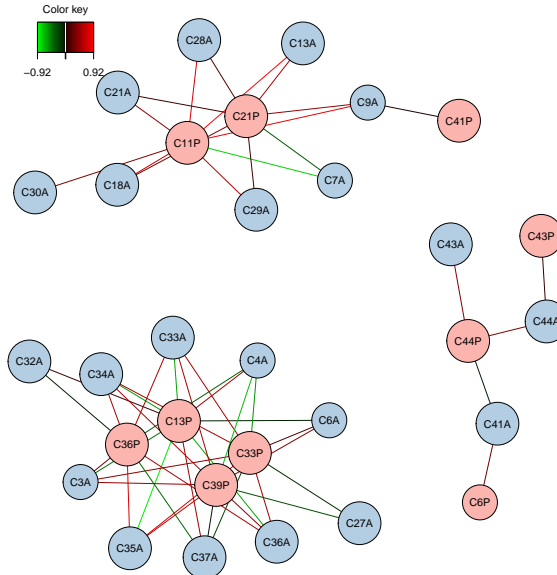 Color key
−0.92 0.92
C28A
C13A
C21A
C9A
C21P
C41P
C11P
C7A
C18A
C30A
C29A
C43P
C43A
C44A
C44P
C33A
C4A
C32A
C34A
C41A
C13P
C6A
C36P
C33P
C3A
C39P
C6P
C27A
C36A
C35A
C37A